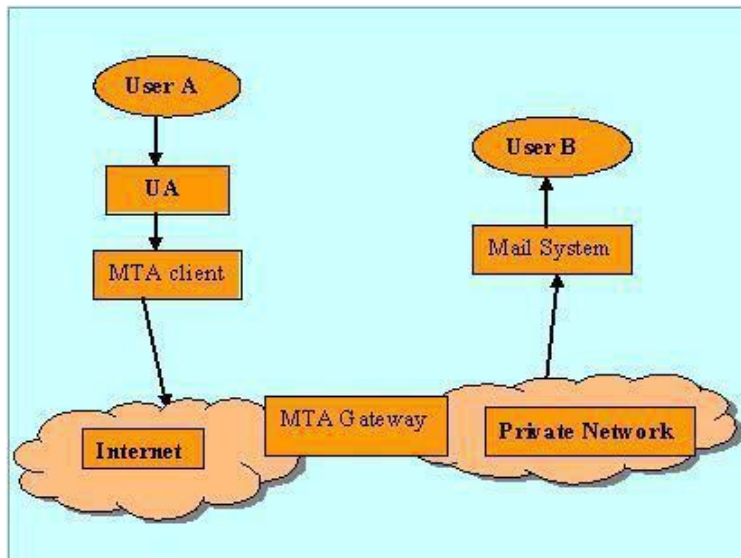 User A
UA
MTA client
Internet
MTA Gateway
Private Network
Mail System
User B